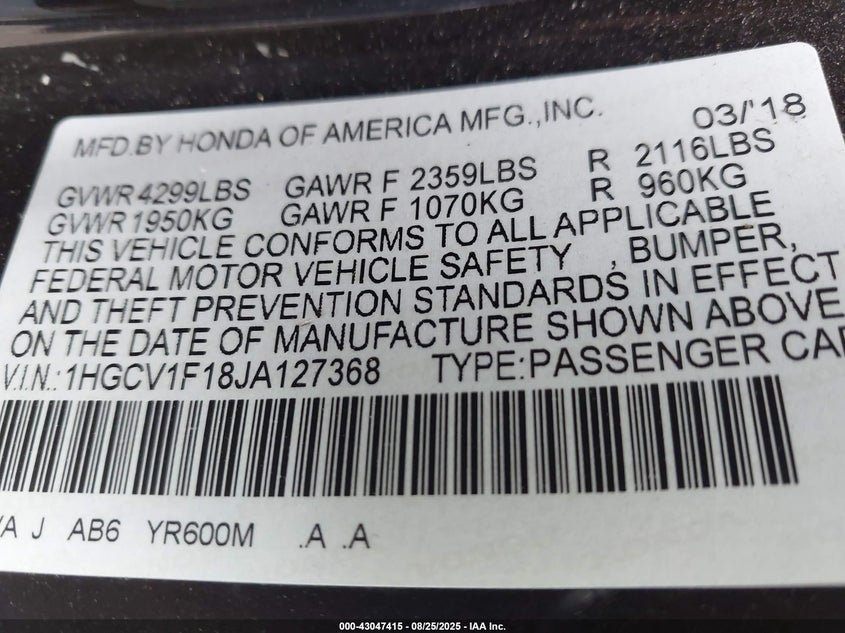 MFD.BY HONDA OF AMERICA MFG.,INC. 03/'18
GVWR 4299LBS GAWR F 2359LBS R 2116LBS
GVWR 1950KG GAWR F 1070KG R 960KG
THIS VEHICLE CONFORMS TO ALL APPLICABLE
FEDERAL MOTOR VEHICLE SAFETY , BUMPER,
AND THEFT PREVENTION STANDARDS IN EFFECT
ON THE DATE OF MANUFACTURE SHOWN ABOVE
V.I.N.:1HGCV1F18JA127368 TYPE:PASSENGER CAR
VA J AB6 YR600M .A .A
000-43047415 - 08/25/2025 - IAA Inc.